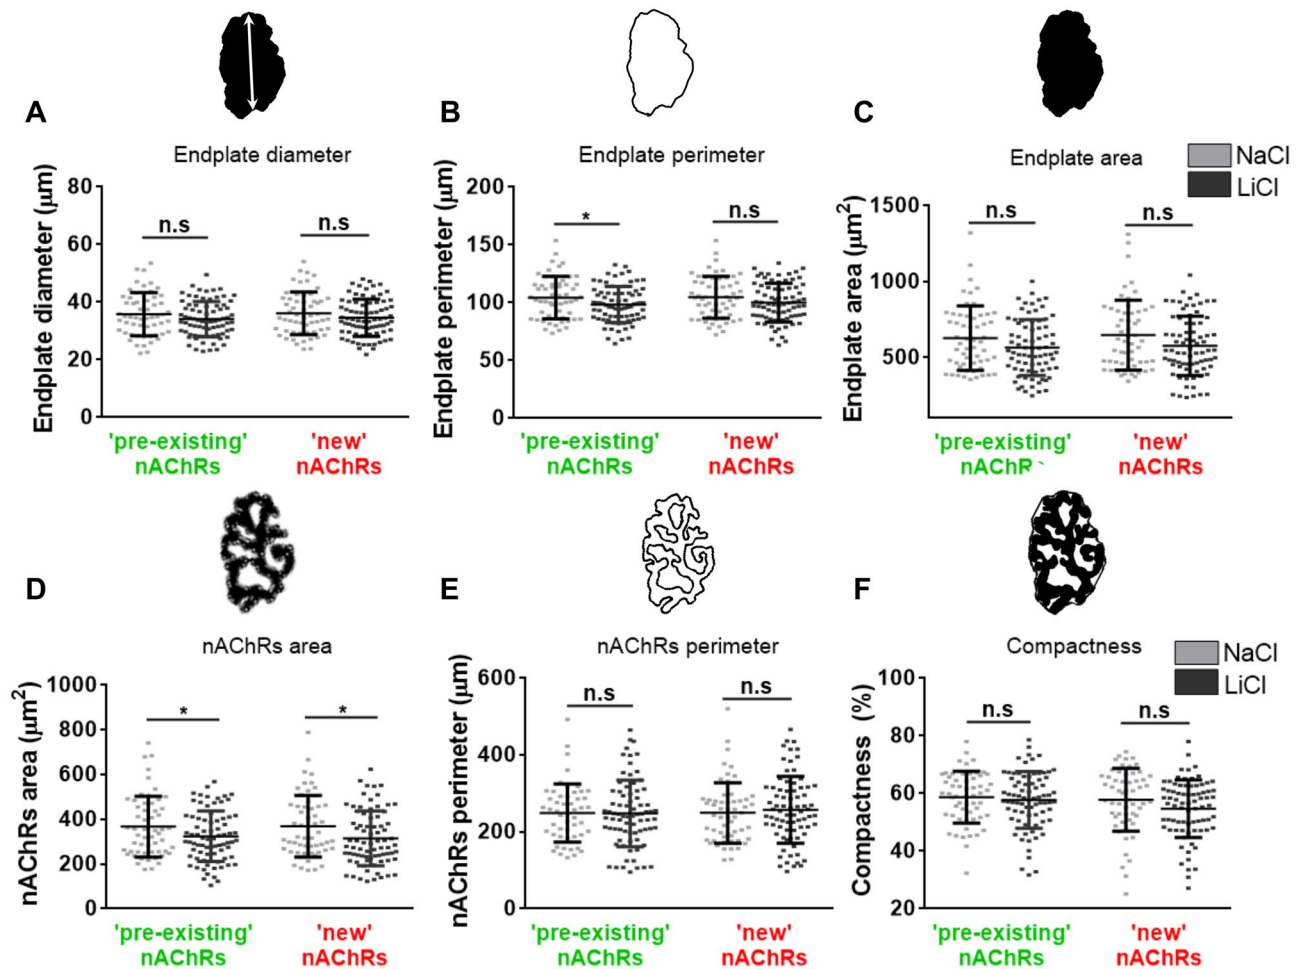 A
B
C
Endplate diameter
Endplate perimeter
Endplate area
NaCl
LiCl
Endplate diameter (µm)
80
60
40
20
0
n.s
n.s
'pre-existing'
nAChRs
'new'
nAChRs
Endplate perimeter (µm)
200
150
100
50
0
*
n.s
'pre-existing'
nAChRs
'new'
nAChRs
Endplate area (µm²)
1500
1000
500
n.s
n.s
'pre-existing'
nAChR
'new'
nAChRs
D
E
F
nAChRs area
nAChRs perimeter
Compactness
NaCl
LiCl
nAChRs area (µm²)
1000
800
600
400
200
0
*
*
'pre-existing'
nAChRs
'new'
nAChRs
nAChRs perimeter (µm)
600
400
200
0
n.s
n.s
'pre-existing'
nAChRs
'new'
nAChRs
Compactness (%)
100
80
60
40
20
n.s
n.s
'pre-existing'
nAChRs
'new'
nAChRs